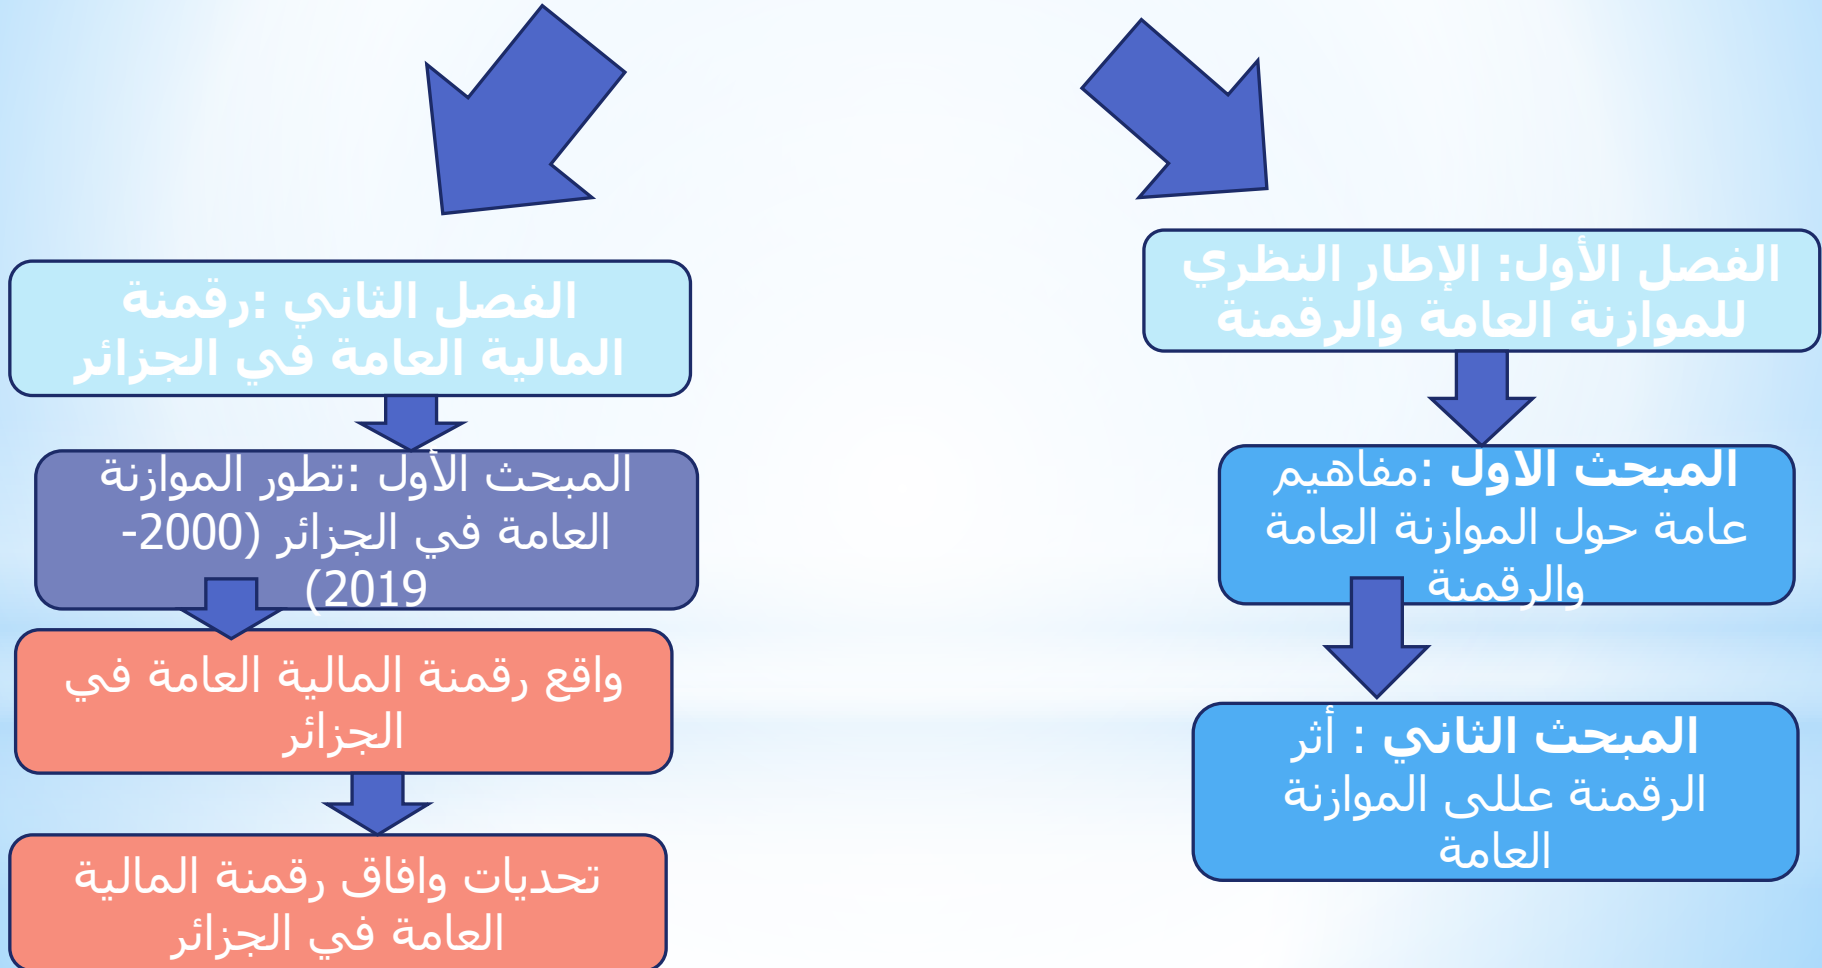 الفصل الأول: الإطار النظري
للموازنة العامة والرقمنة
المبحث الاول :مفاهيم
عامة حول الموازنة العامة
والرقمنة
المبحث الثاني : أثر
الرقمنة عللى الموازنة
العامة
الفصل الثاني :رقمنة
المالية العامة في الجزائر
المبحث الأول :تطور الموازنة
العامة في الجزائر (2000-
2019)
واقع رقمنة المالية العامة في
الجزائر
تحديات وافاق رقمنة المالية
العامة في الجزائر